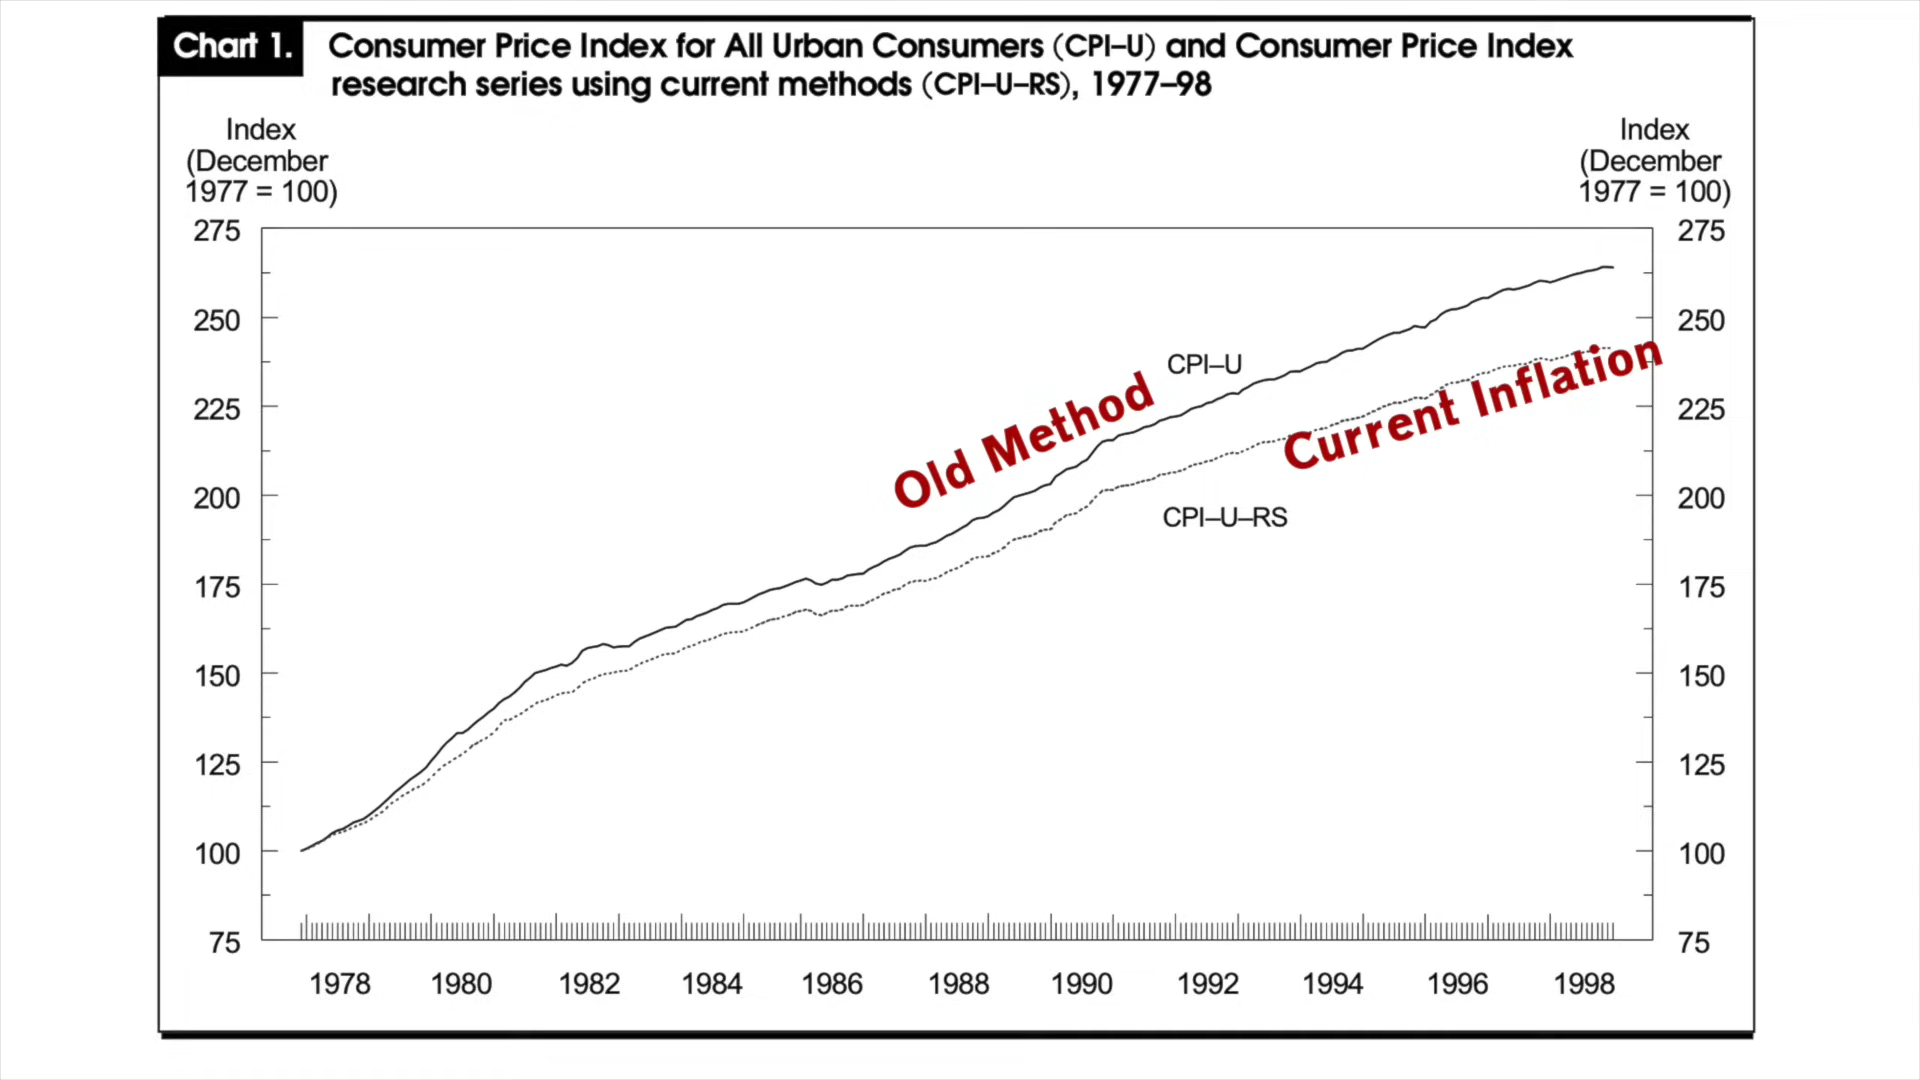 Chart 1.
Consumer Price Index for All Urban Consumers (CPI–U) and Consumer Price Index
research series using current methods (CPI–U–RS), 1977–98
Index
(December
1977 = 100)
Index
(December
1977 = 100)
275
275
250
250
225
225
200
200
175
175
150
150
125
125
100
100
75
75
CPI–U
Old Method
Current Inflation
CPI–U–RS
1978 1980 1982 1984 1986 1988 1990 1992 1994 1996 1998